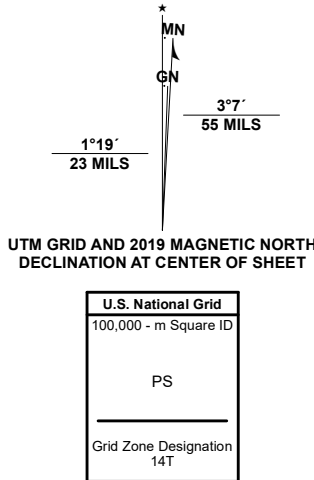 ★
MN
GN
3°7´
55 MILS
1°19´
23 MILS
UTM GRID AND 2019 MAGNETIC NORTH
DECLINATION AT CENTER OF SHEET
U.S. National Grid
100,000 - m Square ID
PS
Grid Zone Designation
14T